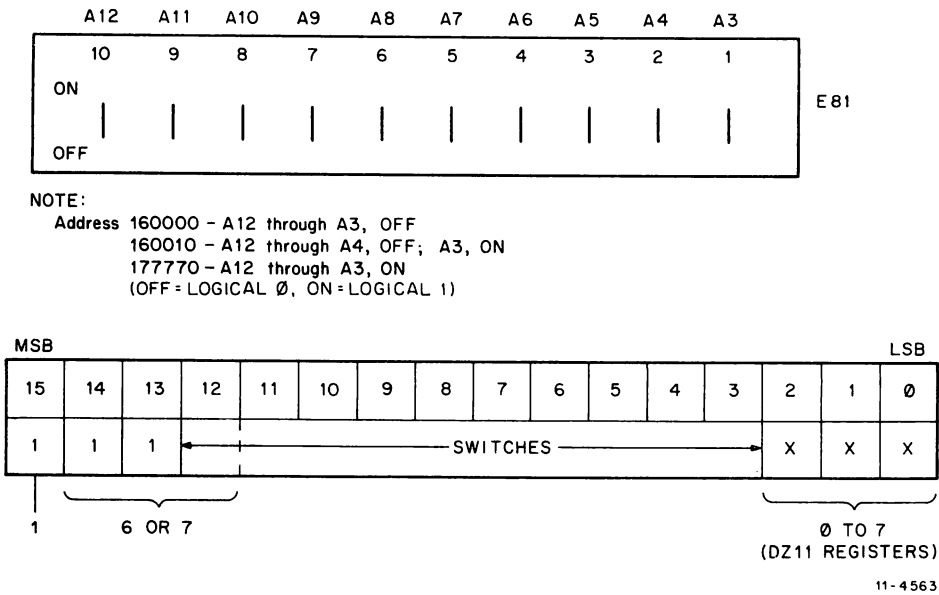 A12 A11 A10 A9 A8 A7 A6 A5 A4 A3
10 9 8 7 6 5 4 3 2 1
ON
E81
OFF
NOTE:
Address 160000 – A12 through A3, OFF
160010 – A12 through A4, OFF; A3, ON
177770 – A12 through A3, ON
(OFF = LOGICAL Ø, ON = LOGICAL 1)
MSB LSB
15 14 13 12 11 10 9 8 7 6 5 4 3 2 1 Ø
1 1 1 SWITCHES X X X
1 6 OR 7 Ø TO 7
(DZ11 REGISTERS)
11-4563